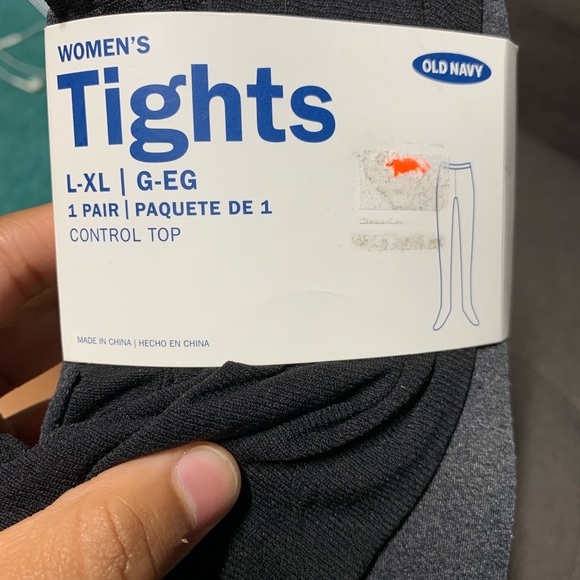 WOMEN'S
OLD NAVY
Tights
L-XL | G-EG
1 PAIR | PAQUETE DE 1
CONTROL TOP
MADE IN CHINA | HECHO EN CHINA